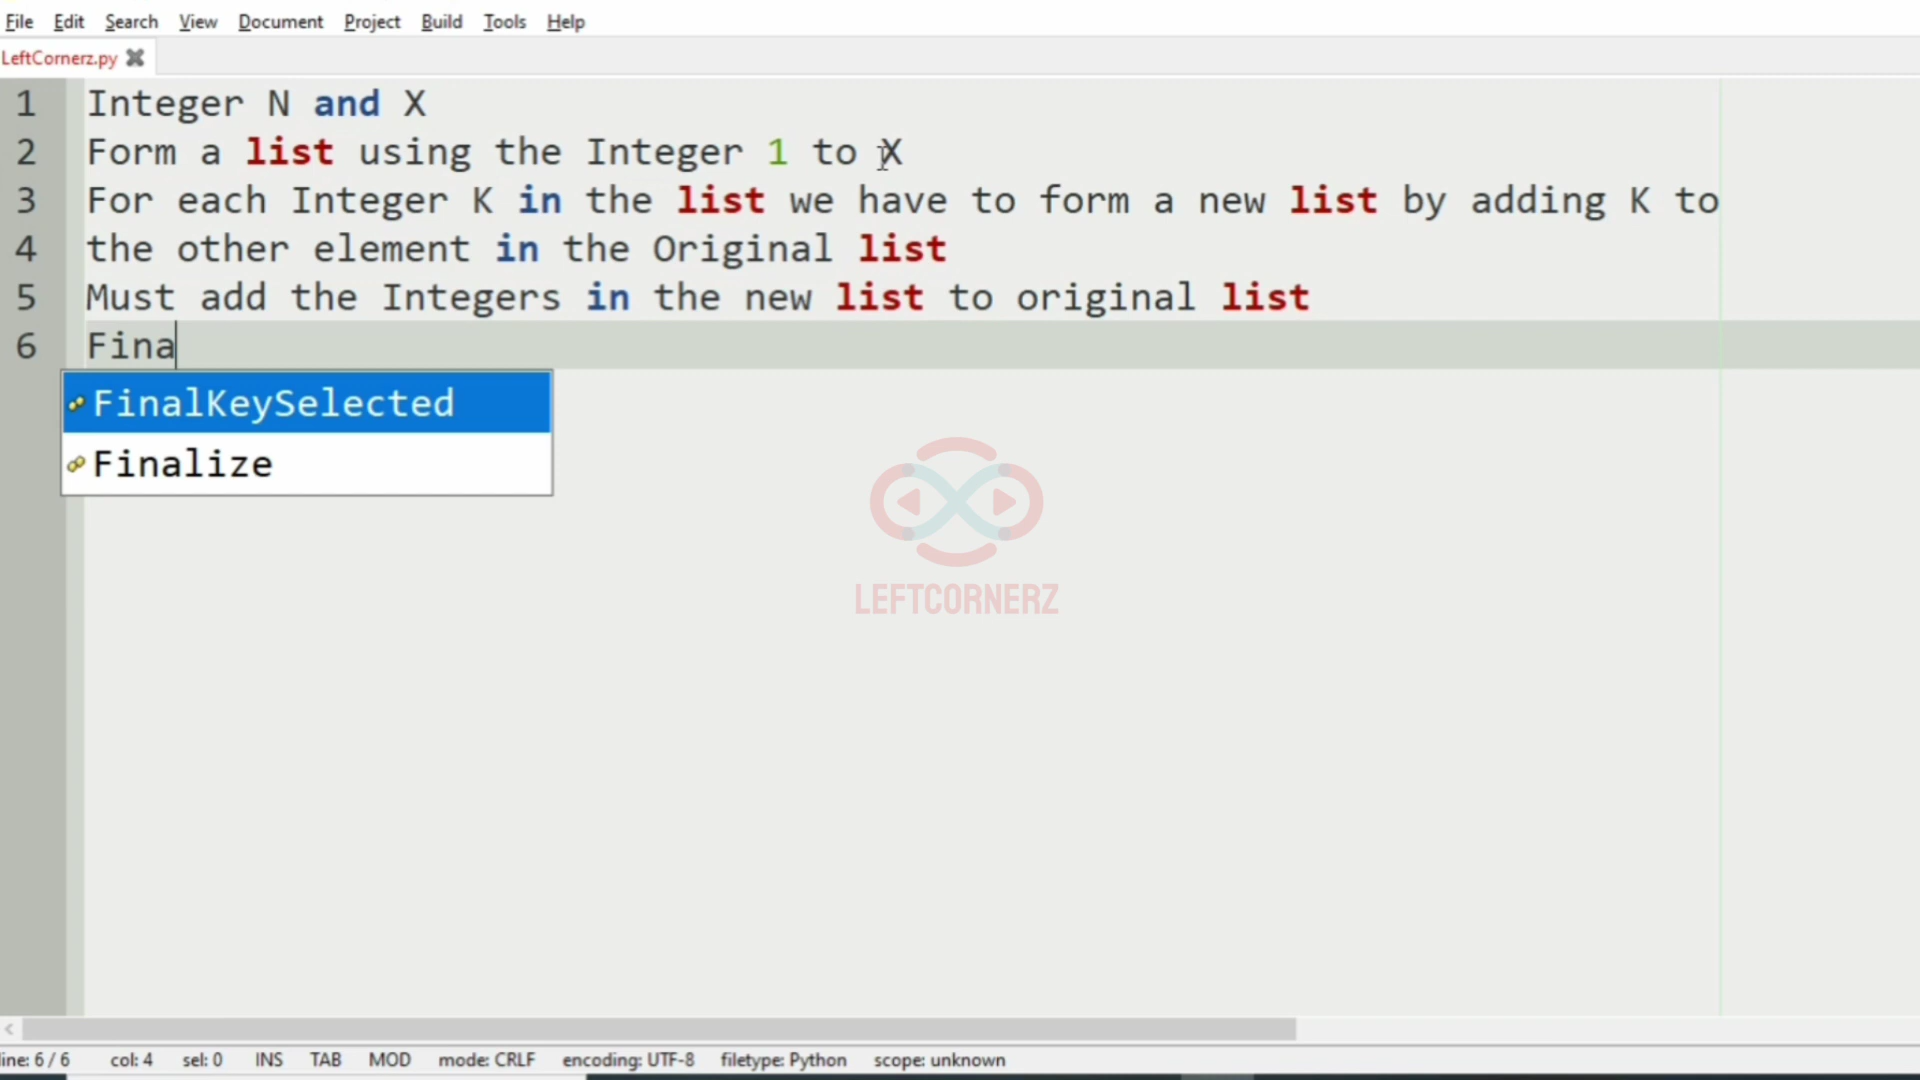 File Edit Search View Document Project Build Tools Help
LeftCornerz.py
1 Integer N and X
2 Form a list using the Integer 1 to X
3 For each Integer K in the list we have to form a new list by adding K to
4 the other element in the Original list
5 Must add the Integers in the new list to original list
6 Fina
FinalKeySelected
Finalize
LEFTCORNERZ
line: 6 / 6 col: 4 sel: 0 INS TAB MOD mode: CRLF encoding: UTF-8 filetype: Python scope: unknown